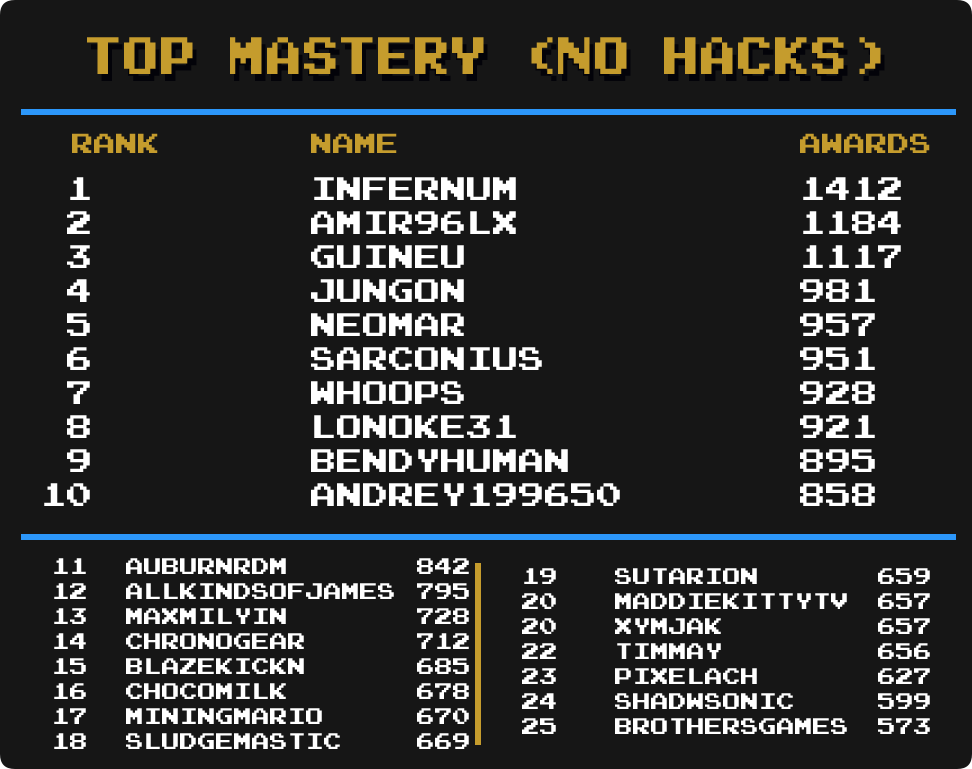 TOP MASTERY (NO HACKS)
RANK NAME AWARDS
1 INFERNUM 1412
2 AMIR96LX 1184
3 GUINEU 1117
4 JUNGON 981
5 NEOMAR 957
6 SARCONIUS 951
7 WHOOPS 928
8 LONOKE31 921
9 BENDYHUMAN 895
10 ANDREY199650 858
11 AUBURNRDM 842
12 ALLKINDSOFJAMES 795
13 MAXMILYIN 728
14 CHRONOGEAR 712
15 BLAZEKICKN 685
16 CHOCOMILK 678
17 MININGMARIO 670
18 SLUDGEMASTIC 669
19 SUTARION 659
20 MADDIEKITTYTV 657
20 XYMJAK 657
22 TIMMAY 656
23 PIXELACH 627
24 SHADWSONIC 599
25 BROTHERSGAMES 573